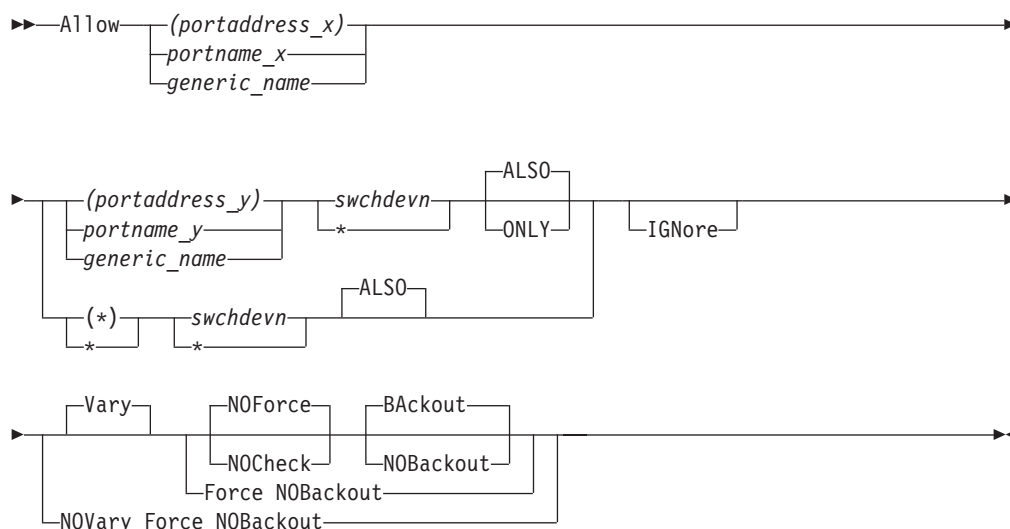 Allow (portaddress_x)
portname_x
generic_name
ALSO
(portaddress_y) swchdevn ONLY IGNore
portname_y *
generic_name
ALSO
(*) swchdevn
* *
Vary NOForce BAckout
NOCheck NOBackout
Force NOBackout
NOVary Force NOBackout